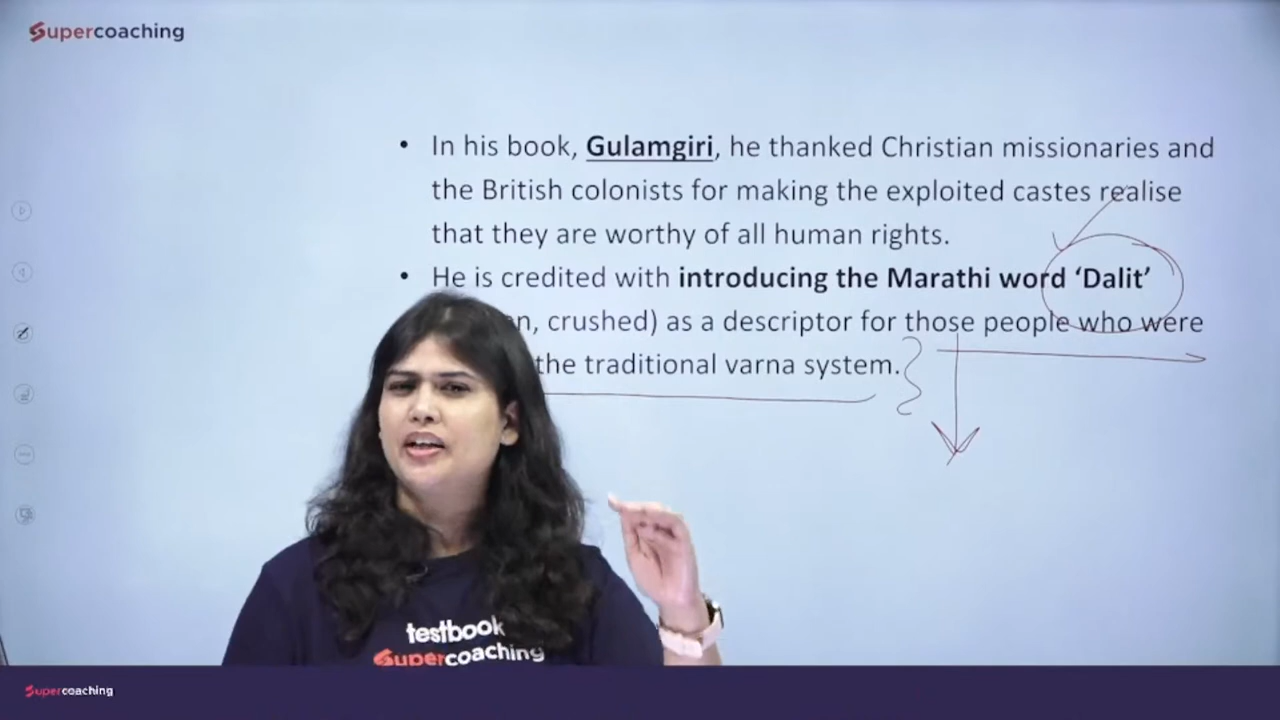 Supercoaching
• In his book, Gulamgiri, he thanked Christian missionaries and
the British colonists for making the exploited castes realise
that they are worthy of all human rights.
• He is credited with introducing the Marathi word ‘Dalit’
crushed) as a descriptor for those people who were
the traditional varna system.
testbook
Supercoaching
Supercoaching